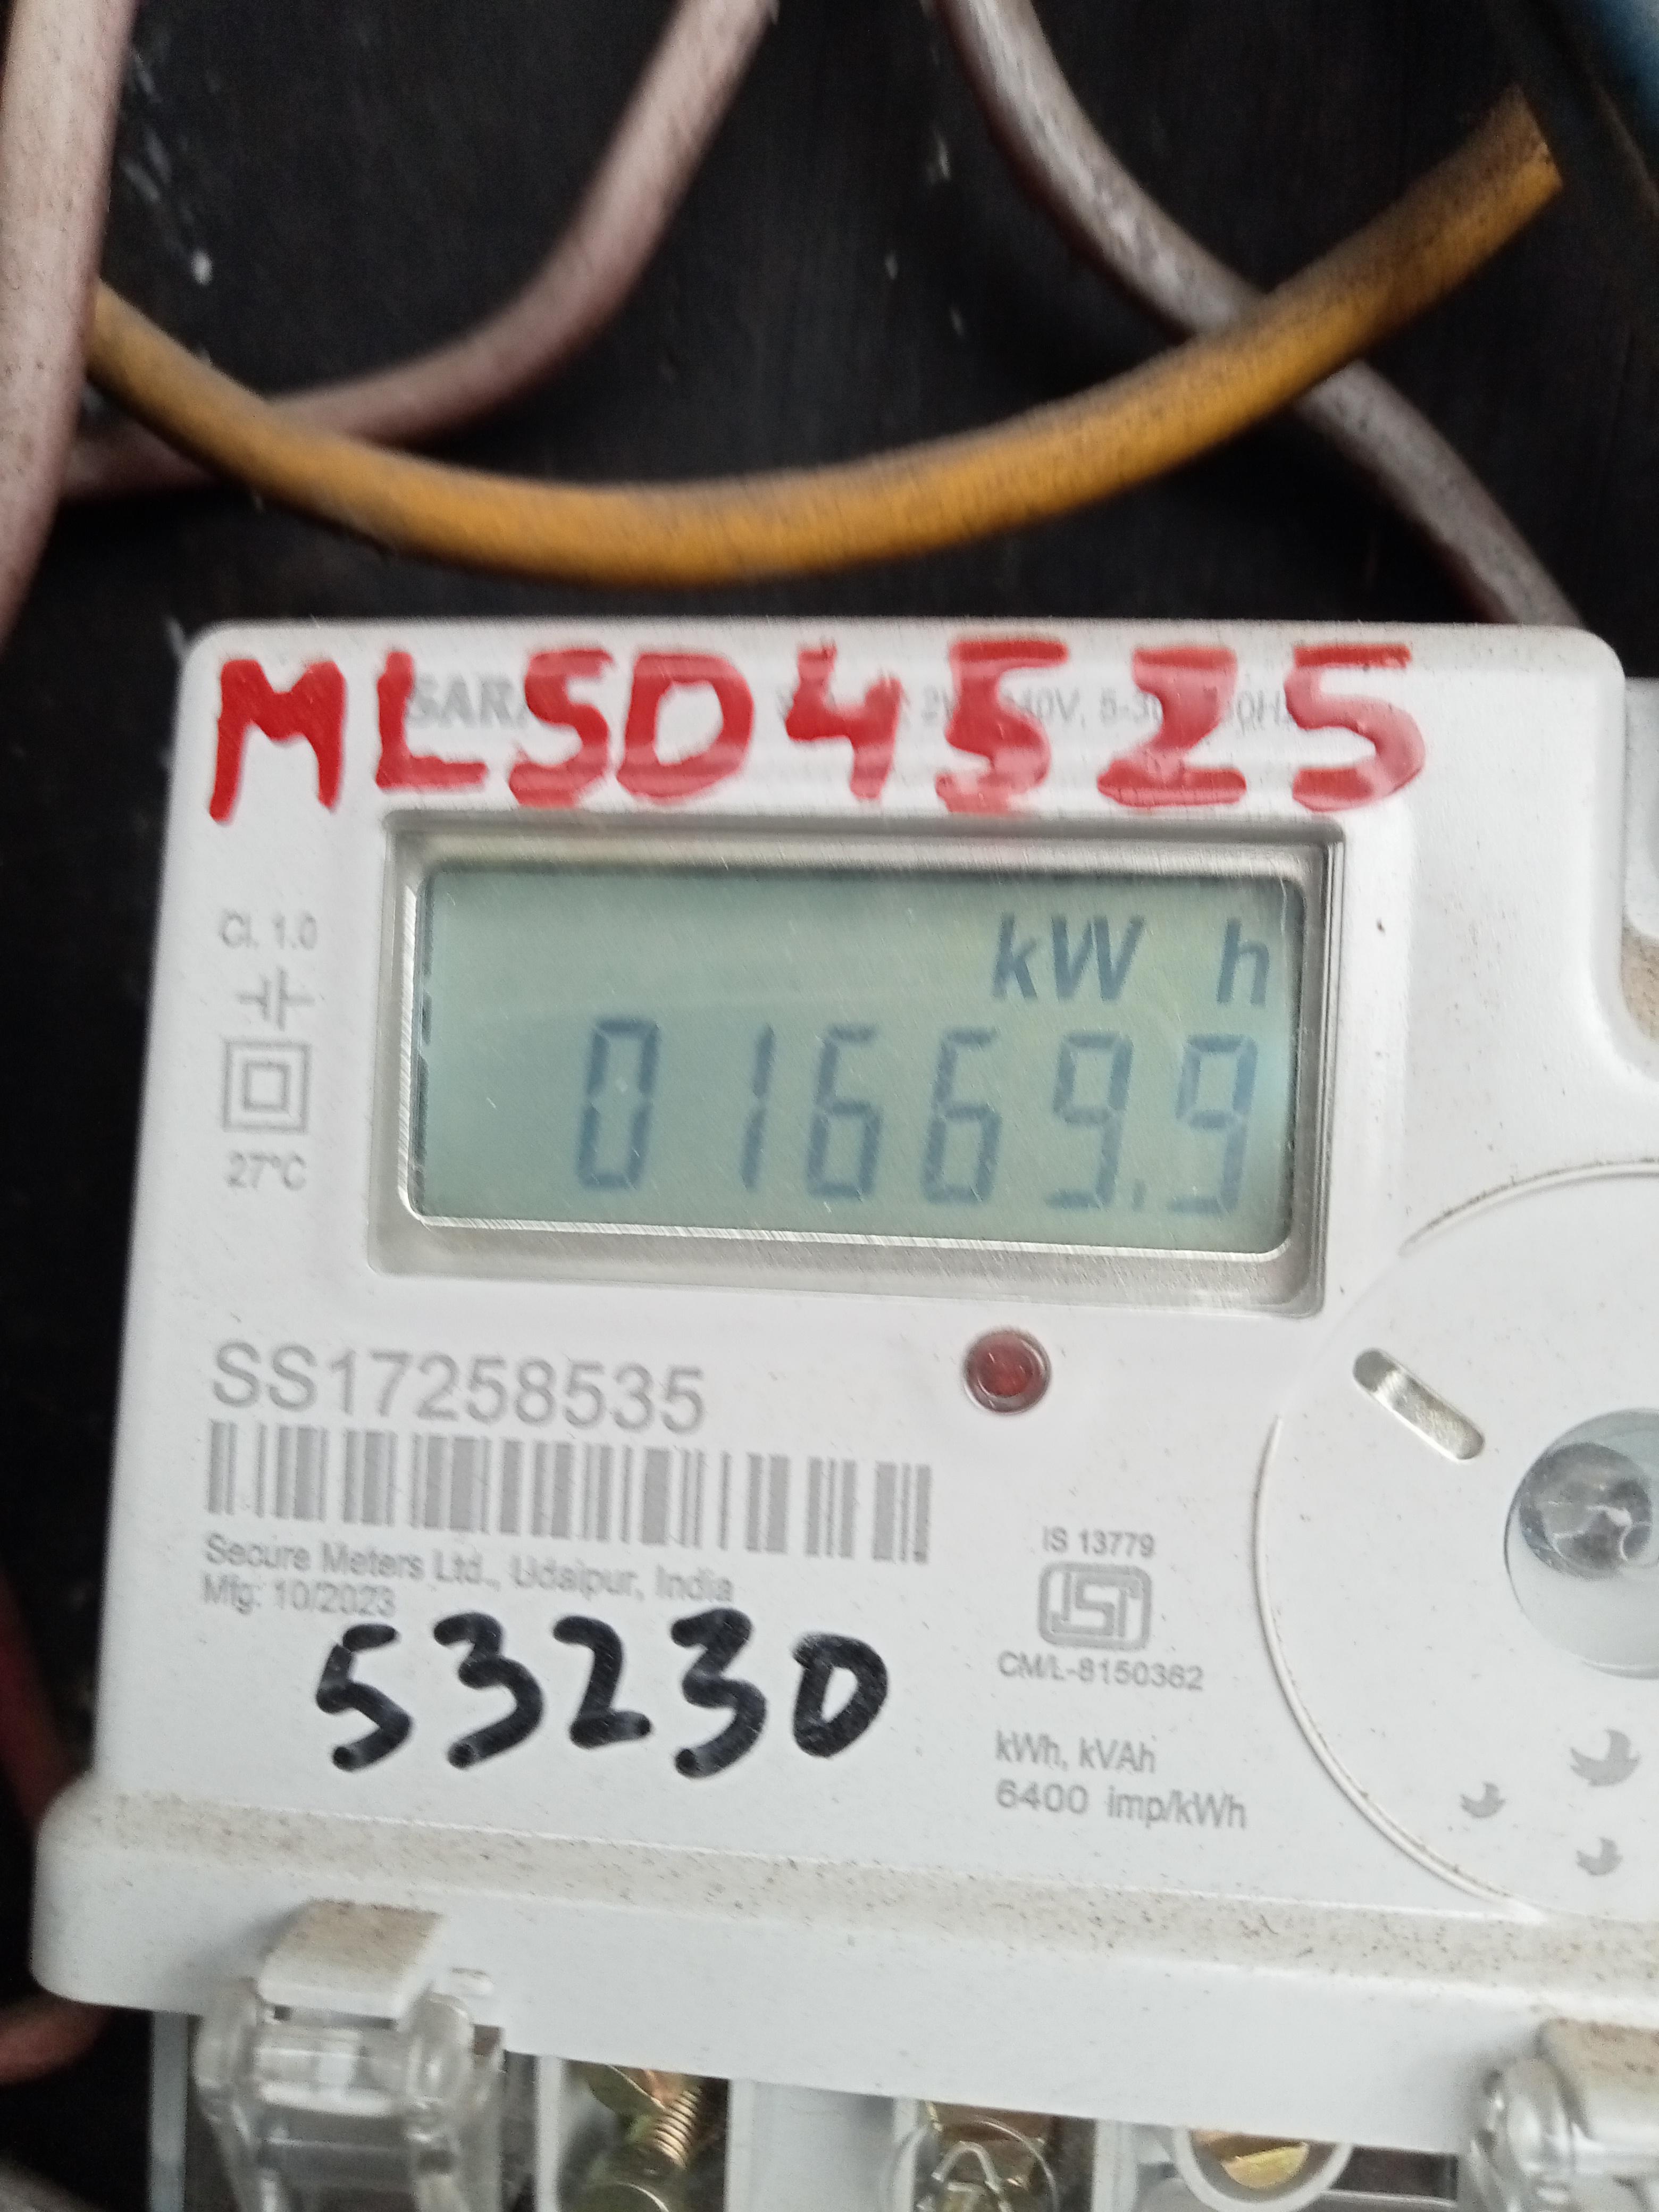 MLSD4525
kW h
01669.9
Cl. 1.0
27°C
SS17258535
Secure Meters Ltd., Udaipur, India
Mfg: 10/2023
53230
IS 13779
ISI
CM/L-8150362
kWh, kVAh
6400 imp/kWh